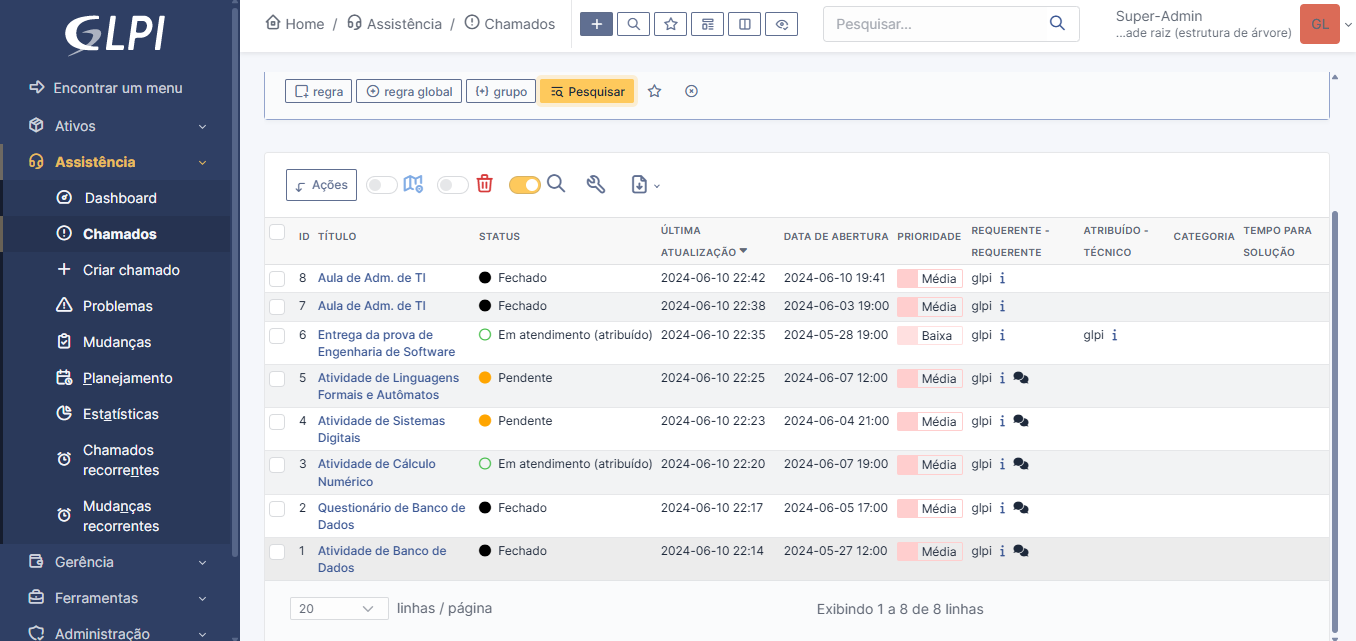 GLPI
Encontrar um menu
Ativos
Assistência
Dashboard
Chamados
Criar chamado
Problemas
Mudanças
Planejamento
Estatísticas
Chamados
recorrentes
Mudanças
recorrentes
Gerência
Ferramentas
Administração
Home / Assistência / Chamados
Pesquisar...
Super-Admin
...ade raiz (estrutura de árvore)
GL
regra
regra global
grupo
Pesquisar
Ações
ID TÍTULO STATUS ÚLTIMA ATUALIZAÇÃO DATA DE ABERTURA PRIORIDADE REQUERENTE - REQUERENTE ATRIBUÍDO - TÉCNICO CATEGORIA TEMPO PARA SOLUÇÃO
8 Aula de Adm. de TI Fechado 2024-06-10 22:42 2024-06-10 19:41 Média glpi i
7 Aula de Adm. de TI Fechado 2024-06-10 22:38 2024-06-03 19:00 Média glpi i
6 Entrega da prova de Em atendimento (atribuído) 2024-06-10 22:35 2024-05-28 19:00 Baixa glpi i glpi i
Engenharia de Software
5 Atividade de Linguagens Pendente 2024-06-10 22:25 2024-06-07 12:00 Média glpi i
Formais e Autômatos
4 Atividade de Sistemas Pendente 2024-06-10 22:23 2024-06-04 21:00 Média glpi i
Digitais
3 Atividade de Cálculo Em atendimento (atribuído) 2024-06-10 22:20 2024-06-07 19:00 Média glpi i
Numérico
2 Questionário de Banco de Fechado 2024-06-10 22:17 2024-06-05 17:00 Média glpi i
Dados
1 Atividade de Banco de Fechado 2024-06-10 22:14 2024-05-27 12:00 Média glpi i
Dados
20 linhas / página Exibindo 1 a 8 de 8 linhas